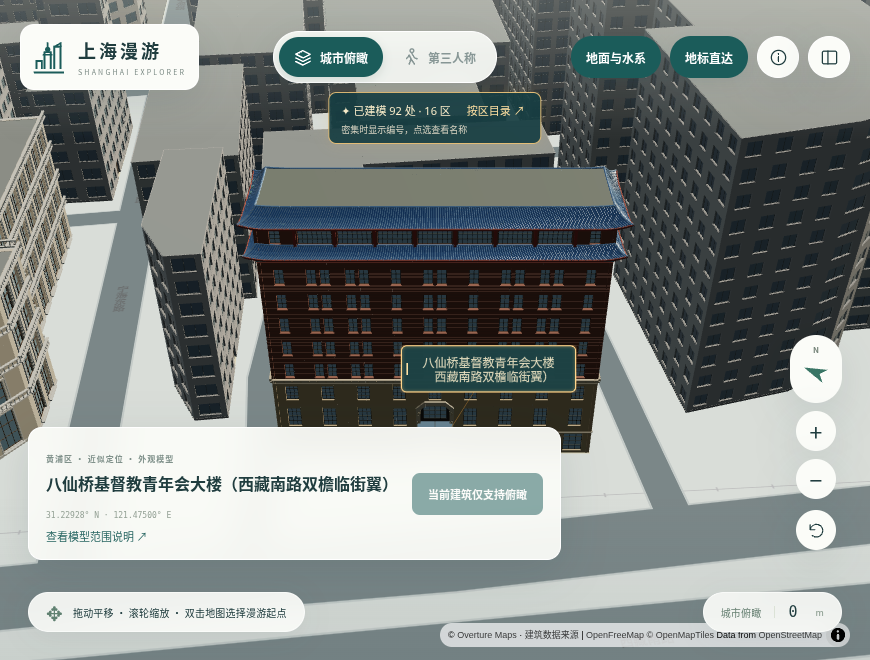 上海漫游
SHANGHAI EXPLORER
城市俯瞰
第三人称
地面与水系
地标直达
✦ 已建模 92 处 · 16 区 按区目录 ↗
密集时显示编号，点选查看名称
八仙桥基督教青年会大楼
西藏南路双檐临街翼）
N
黄浦区 · 近似定位 · 外观模型
八仙桥基督教青年会大楼（西藏南路双檐临街翼）
当前建筑仅支持俯瞰
31.22928° N · 121.47500° E
查看模型范围说明 ↗
拖动平移 · 滚轮缩放 · 双击地图选择漫游起点
城市俯瞰 0 m
© Overture Maps · 建筑数据来源 | OpenFreeMap © OpenMapTiles Data from OpenStreetMap